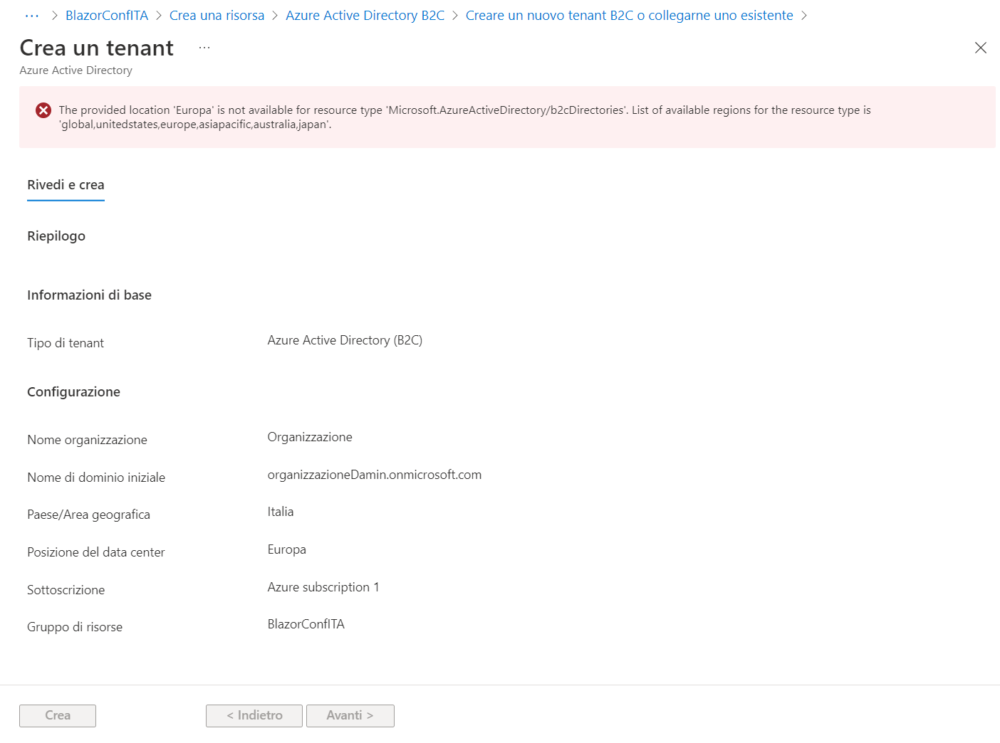 ··· > BlazorConfITA > Crea una risorsa > Azure Active Directory B2C > Creare un nuovo tenant B2C o collegarne uno esistente >
Crea un tenant ···
Azure Active Directory
The provided location 'Europa' is not available for resource type 'Microsoft.AzureActiveDirectory/b2cDirectories'. List of available regions for the resource type is
'global,unitedstates,europe,asiapacific,australia,japan'.
Rivedi e crea
Riepilogo
Informazioni di base
Tipo di tenant Azure Active Directory (B2C)
Configurazione
Nome organizzazione Organizzazione
Nome di dominio iniziale organizzazioneDamin.onmicrosoft.com
Paese/Area geografica Italia
Posizione del data center Europa
Sottoscrizione Azure subscription 1
Gruppo di risorse BlazorConfITA
Crea < Indietro Avanti >